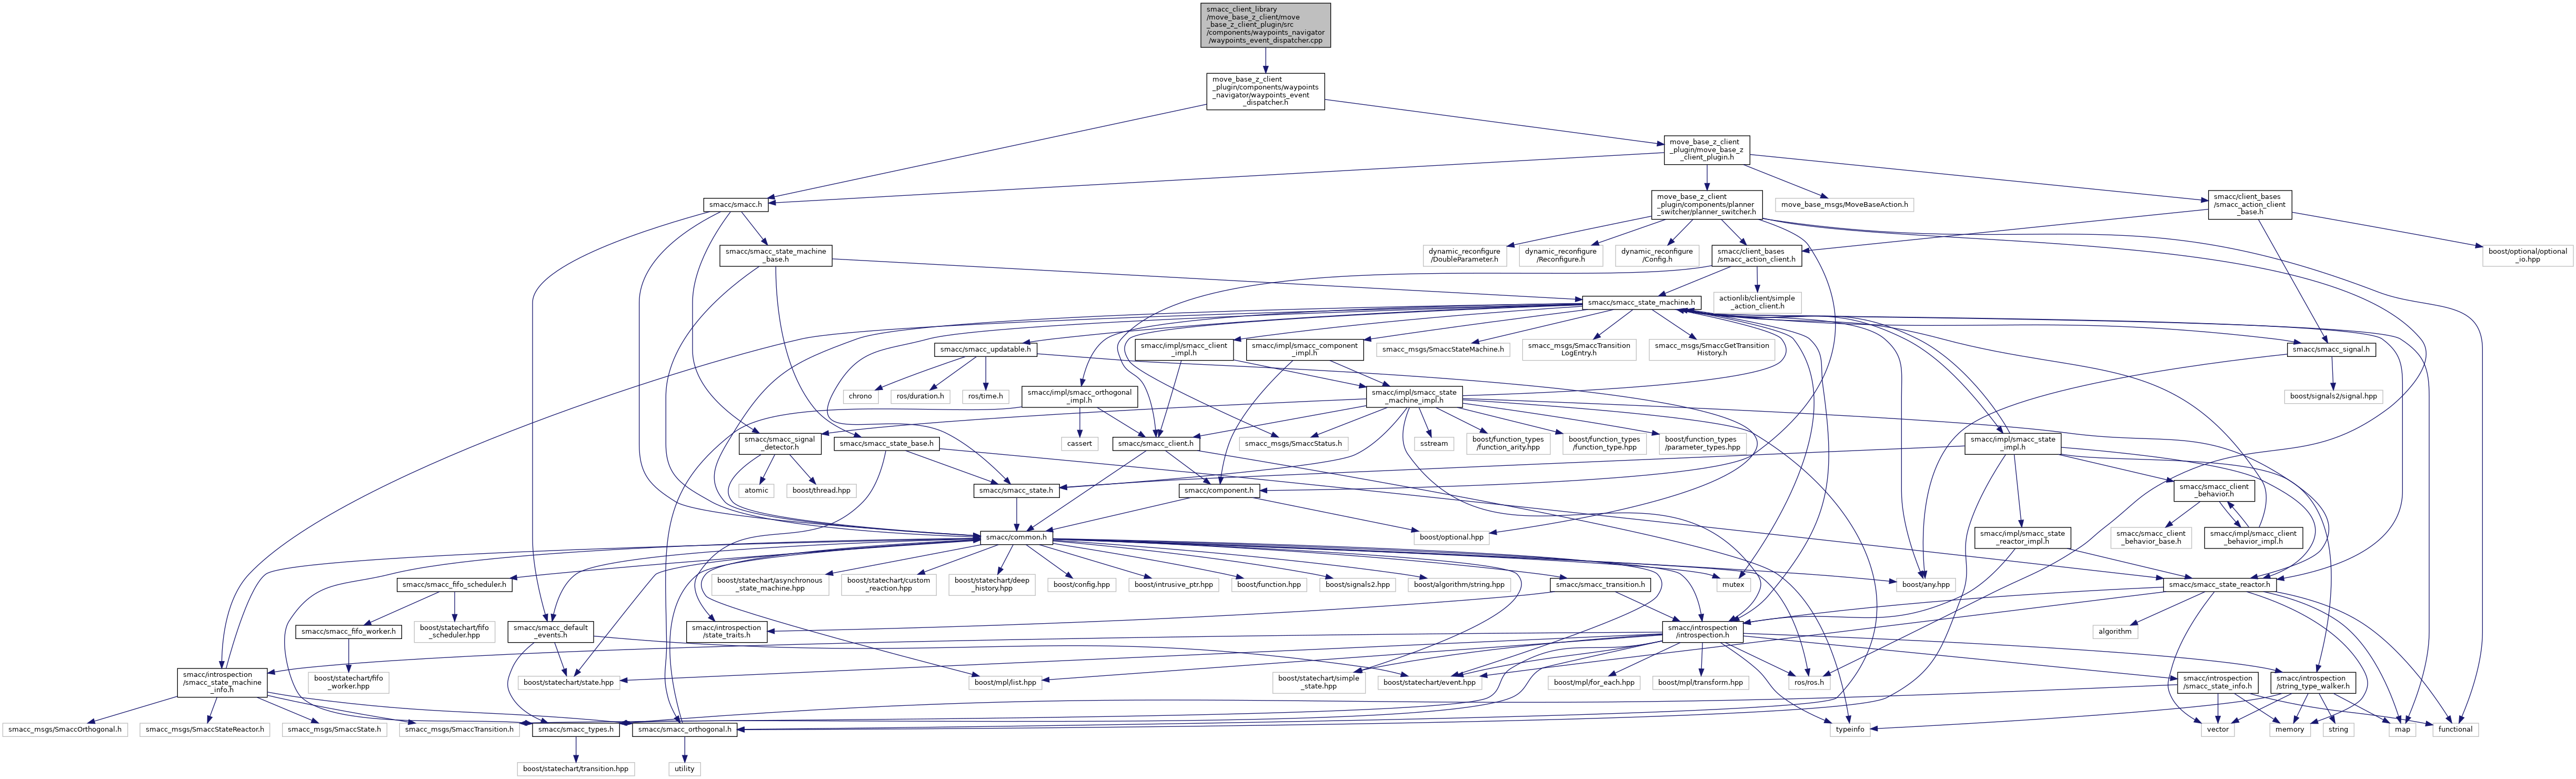 smacc_client_library
/move_base_z_client/move
_base_z_client_plugin/src
/components/waypoints_navigator
/waypoints_event_dispatcher.cpp
move_base_z_client
_plugin/components/waypoints
_navigator/waypoints_event
_dispatcher.h
move_base_z_client
_plugin/move_base_z
_client_plugin.h
smacc/smacc.h
move_base_z_client
_plugin/components/planner
_switcher/planner_switcher.h
move_base_msgs/MoveBaseAction.h
smacc/client_bases
/smacc_action_client
_base.h
smacc/smacc_state_machine
_base.h
dynamic_reconfigure
/DoubleParameter.h
dynamic_reconfigure
/Reconfigure.h
dynamic_reconfigure
/Config.h
smacc/client_bases
/smacc_action_client.h
boost/optional/optional
_io.hpp
smacc/smacc_state_machine.h
actionlib/client/simple
_action_client.h
smacc/smacc_updatable.h
smacc/impl/smacc_client
_impl.h
smacc/impl/smacc_component
_impl.h
smacc_msgs/SmaccStateMachine.h
smacc_msgs/SmaccTransition
LogEntry.h
smacc_msgs/SmaccGetTransition
History.h
smacc/smacc_signal.h
chrono
ros/duration.h
ros/time.h
smacc/impl/smacc_orthogonal
_impl.h
smacc/impl/smacc_state
_machine_impl.h
boost/signals2/signal.hpp
smacc/smacc_signal
_detector.h
smacc/smacc_state_base.h
cassert
smacc/smacc_client.h
smacc_msgs/SmaccStatus.h
sstream
boost/function_types
/function_arity.hpp
boost/function_types
/function_type.hpp
boost/function_types
/parameter_types.hpp
smacc/impl/smacc_state
_impl.h
atomic
boost/thread.hpp
smacc/smacc_state.h
smacc/component.h
smacc/smacc_client
_behavior.h
smacc/common.h
boost/optional.hpp
smacc/impl/smacc_state
_reactor_impl.h
smacc/smacc_client
_behavior_base.h
smacc/impl/smacc_client
_behavior_impl.h
smacc/smacc_fifo_scheduler.h
boost/statechart/asynchronous
_state_machine.hpp
boost/statechart/custom
_reaction.hpp
boost/statechart/deep
_history.hpp
boost/config.hpp
boost/intrusive_ptr.hpp
boost/function.hpp
boost/signals2.hpp
boost/algorithm/string.hpp
smacc/smacc_transition.h
mutex
boost/any.hpp
smacc/smacc_state_reactor.h
smacc/smacc_fifo_worker.h
boost/statechart/fifo
_scheduler.hpp
smacc/smacc_default
_events.h
smacc/introspection
/state_traits.h
smacc/introspection
/introspection.h
algorithm
smacc/introspection
/smacc_state_machine
_info.h
boost/statechart/fifo
_worker.hpp
boost/statechart/state.hpp
boost/mpl/list.hpp
boost/statechart/simple
_state.hpp
boost/statechart/event.hpp
boost/mpl/for_each.hpp
boost/mpl/transform.hpp
ros/ros.h
smacc/introspection
/smacc_state_info.h
smacc/introspection
/string_type_walker.h
smacc_msgs/SmaccOrthogonal.h
smacc_msgs/SmaccStateReactor.h
smacc_msgs/SmaccState.h
smacc_msgs/SmaccTransition.h
smacc/smacc_types.h
smacc/smacc_orthogonal.h
typeinfo
vector
memory
string
map
functional
boost/statechart/transition.hpp
utility